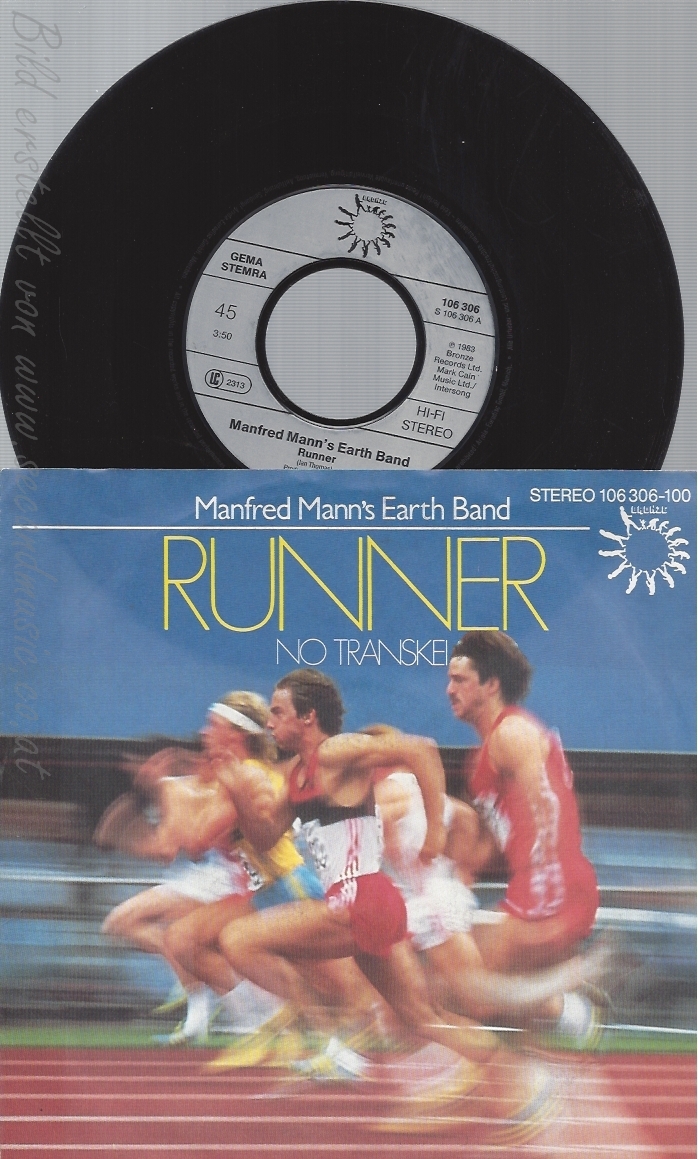 BRONZE
GEMA
STEMRA
45
3:50
LC 2313
106 306
S 106 306 A
℗ 1983
Bronze
Records Ltd.
Mark Cain
Music Ltd./
Intersong
HI-FI
STEREO
Manfred Mann's Earth Band
Runner
(Ian Thomas)
STEREO 106 306-100
Manfred Mann's Earth Band
BRONZE
RUNNER
NO TRANSKEI
Bild erstellt von www.